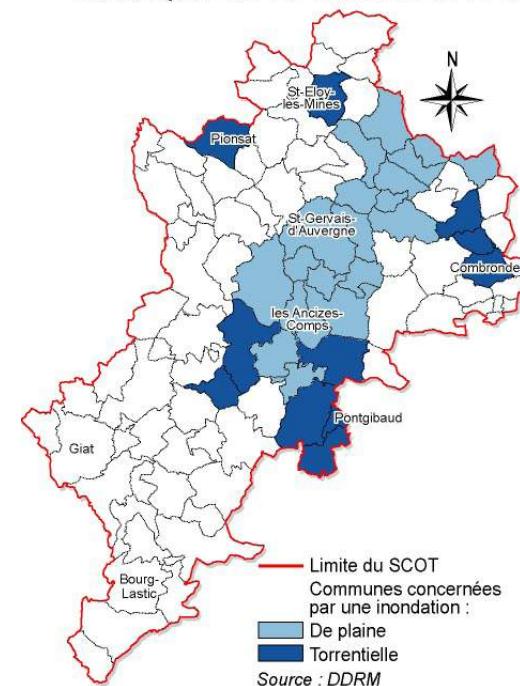 N
St-Eloy-
les-Mines
Pionsat
St-Gervais-
d'Auvergne
Combronde
les Ancizes-
Comps
Pontgibaud
Giat
Bourg-
Lastic
Limite du SCOT
Communes concernées
par une inondation :
De plaine
Torrentielle
Source : DDRM